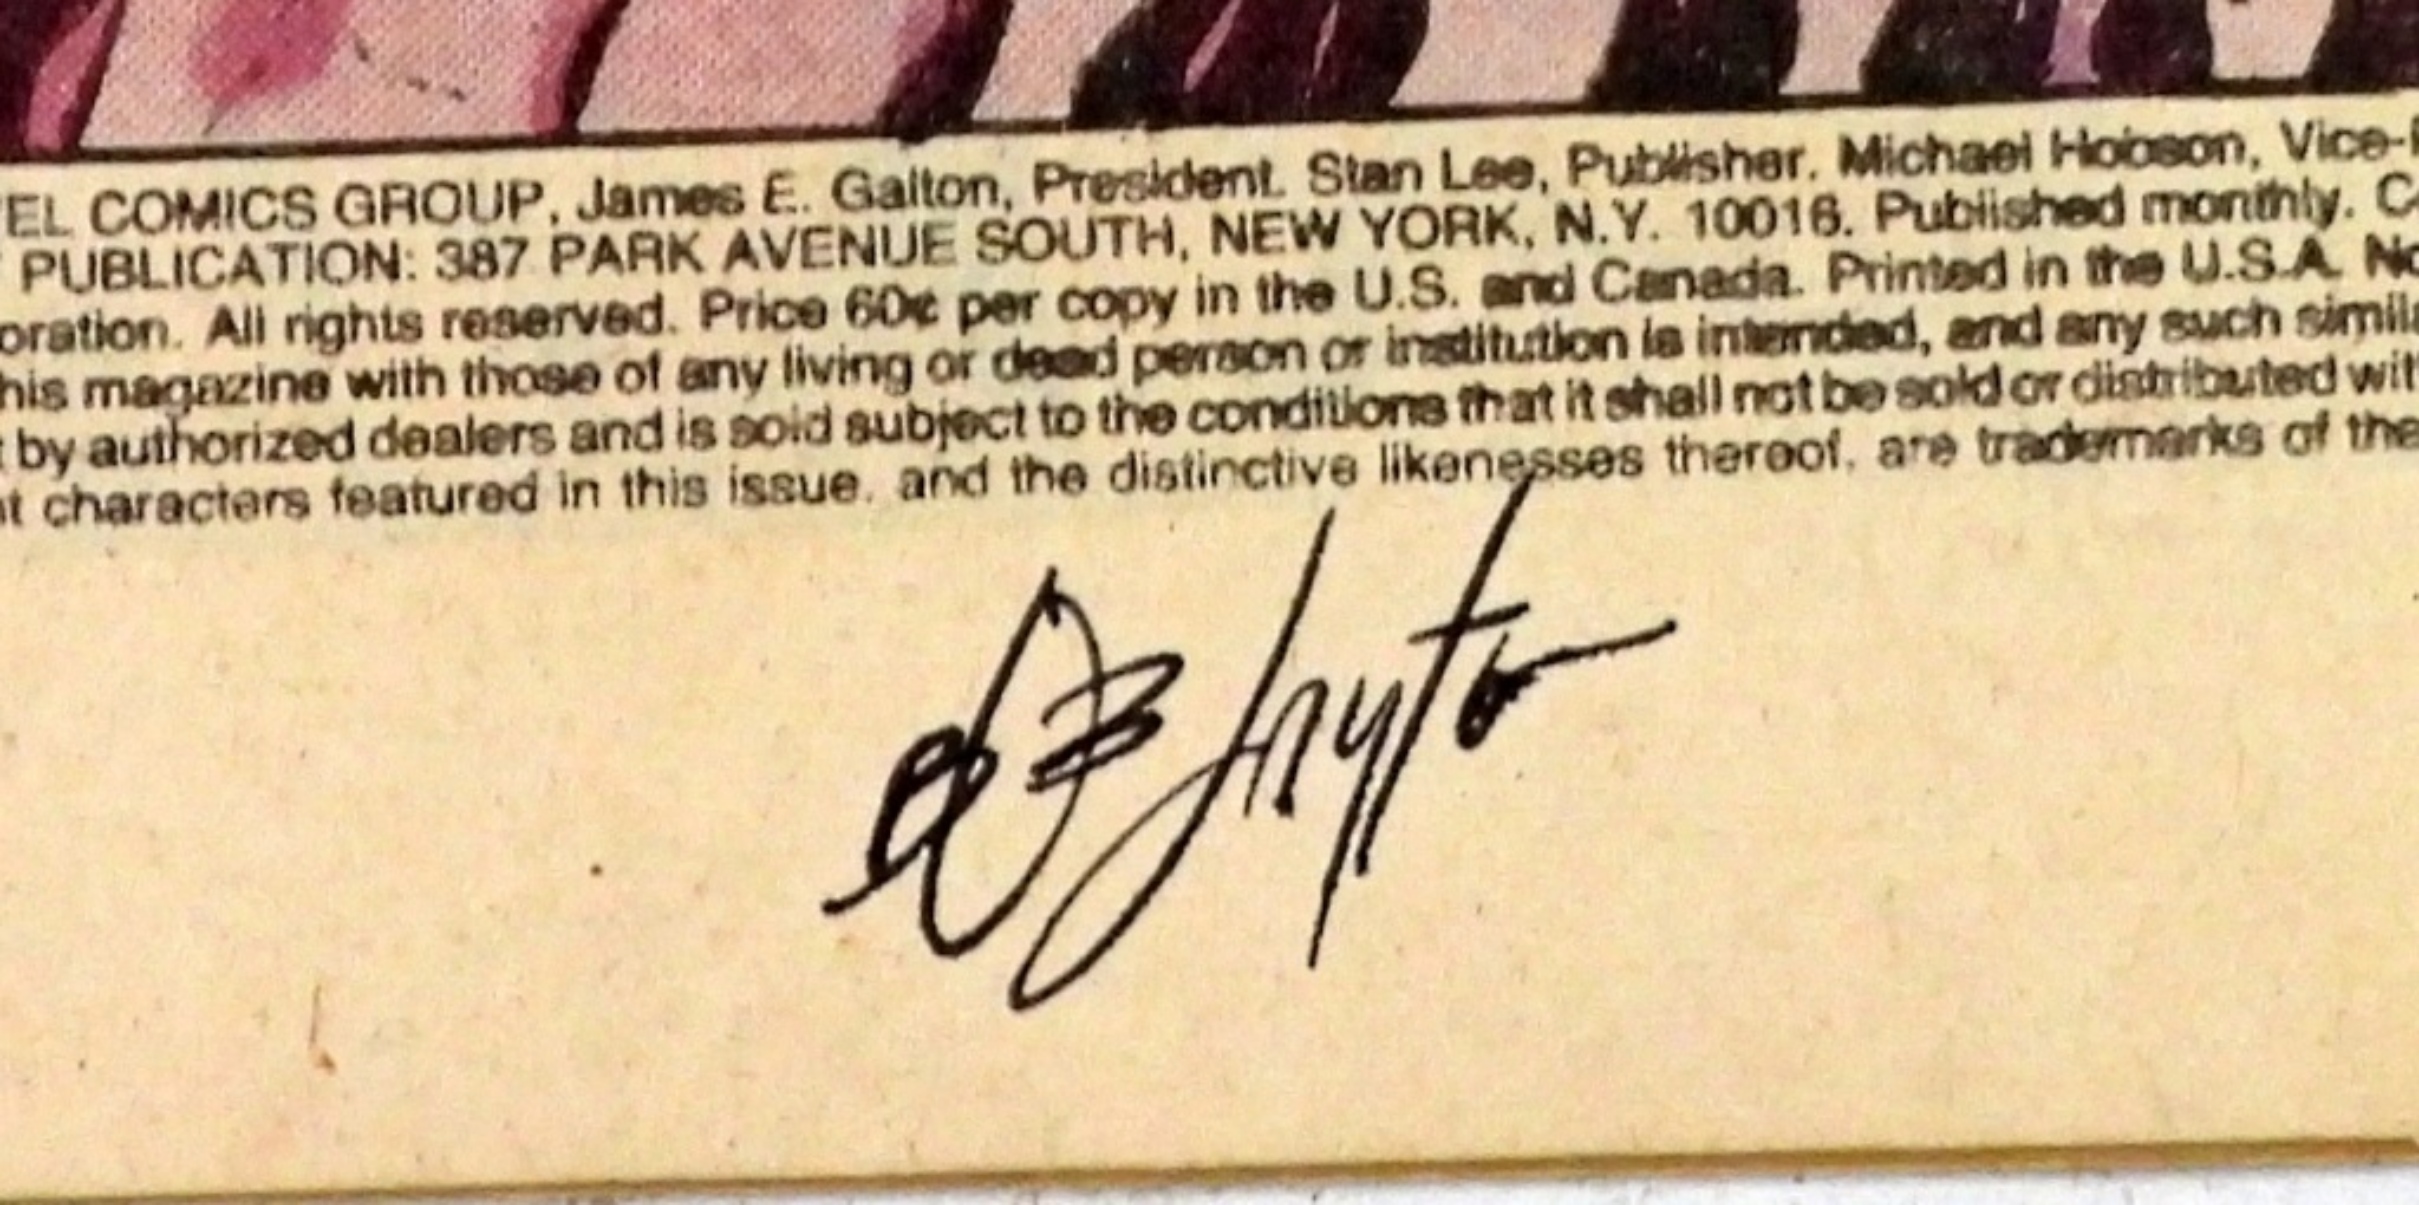 EL COMICS GROUP, James E. Galton, President. Stan Lee, Publisher. Michael Hobson, Vice-
PUBLICATION: 387 PARK AVENUE SOUTH, NEW YORK, N.Y. 10016. Published monthly. C
oration. All rights reserved. Price 60¢ per copy in the U.S. and Canada. Printed in the U.S.A. No
his magazine with those of any living or dead person or institution is intended, and any such simila
by authorized dealers and is sold subject to the conditions that it shall not be sold or distributed wit
t characters featured in this issue, and the distinctive likenesses thereof, are trademarks of the
Layton